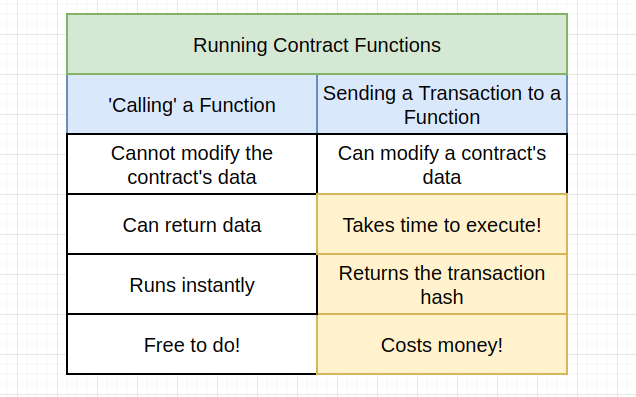 Running Contract Functions
'Calling' a Function
Sending a Transaction to a
Function
Cannot modify the
contract's data
Can modify a contract's
data
Can return data
Takes time to execute!
Runs instantly
Returns the transaction
hash
Free to do!
Costs money!